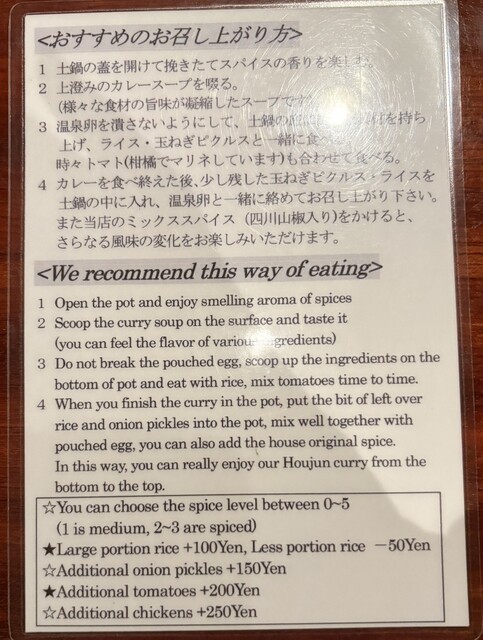 <おすすめのお召し上がり方>
1 土鍋の蓋を開けて挽きたてスパイスの香りを楽しむ。
2 上澄みのカレースープを啜る。
(様々な食材の旨味が凝縮したスープです
3 温泉卵を潰さないようにして、土鍋の を持ち
上げ、ライス・玉ねぎピクルスと一緒に食べ
時々トマト(柑橘でマリネしています)も合わせて食べる。
4 カレーを食べ終えた後、少し残した玉ねぎピクルス・ライスを
土鍋の中に入れ、温泉卵と一緒に絡めてお召し上がり下さい。
また当店のミックススパイス（四川山椒入り)をかけると、
さらなる風味の変化をお楽しみいただけます。
<We recommend this way of eating>
1 Open the pot and enjoy smelling aroma of spices
2 Scoop the curry soup on the surface and taste it
(you can feel the flavor of various ingredients)
3 Do not break the pouched egg, scoop up the ingredients on the
bottom of pot and eat with rice, mix tomatoes time to time.
4 When you finish the curry in the pot, put the bit of left over
rice and onion pickles into the pot, mix well together with
pouched egg, you can also add the house original spice.
In this way, you can really enjoy our Houjun curry from the
bottom to the top.
☆You can choose the spice level between 0~5
(1 is medium, 2~3 are spiced)
★Large portion rice +100Yen, Less portion rice －50Yen
☆Additional onion pickles +150Yen
★Additional tomatoes +200Yen
☆Additional chickens +250Yen